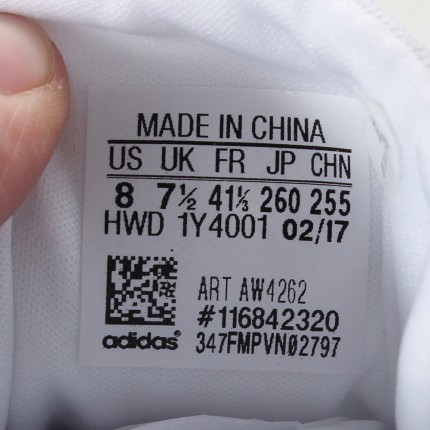 MADE IN CHINA
US UK FR JP CHN
8 7½ 41⅓ 260 255
HWD 1Y4001 02/17
ART AW4262
#116842320
adidas® 347FMPVN02797